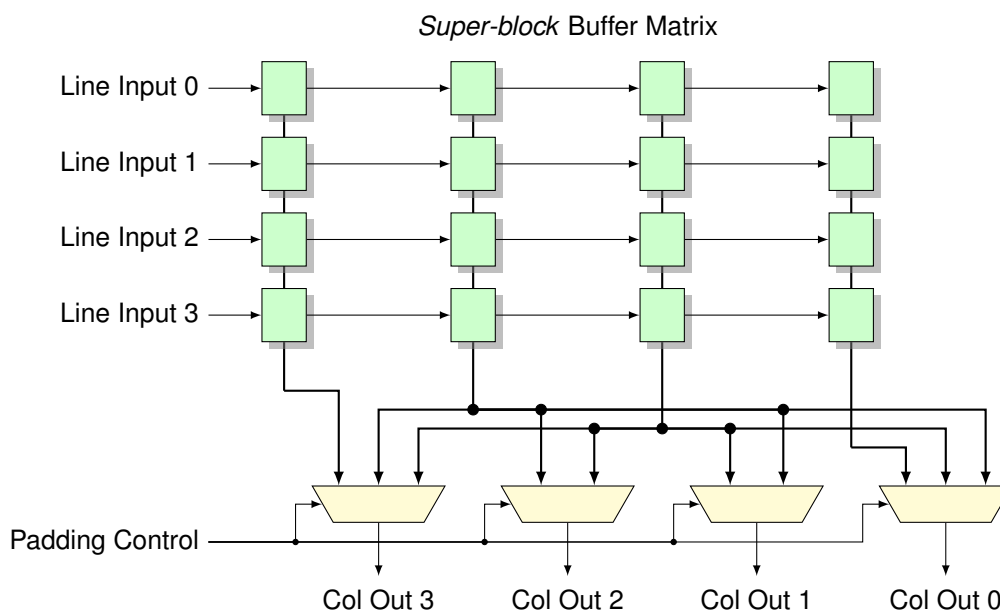 Super-block Buffer Matrix
Line Input 0
Line Input 1
Line Input 2
Line Input 3
Padding Control
Col Out 3
Col Out 2
Col Out 1
Col Out 0